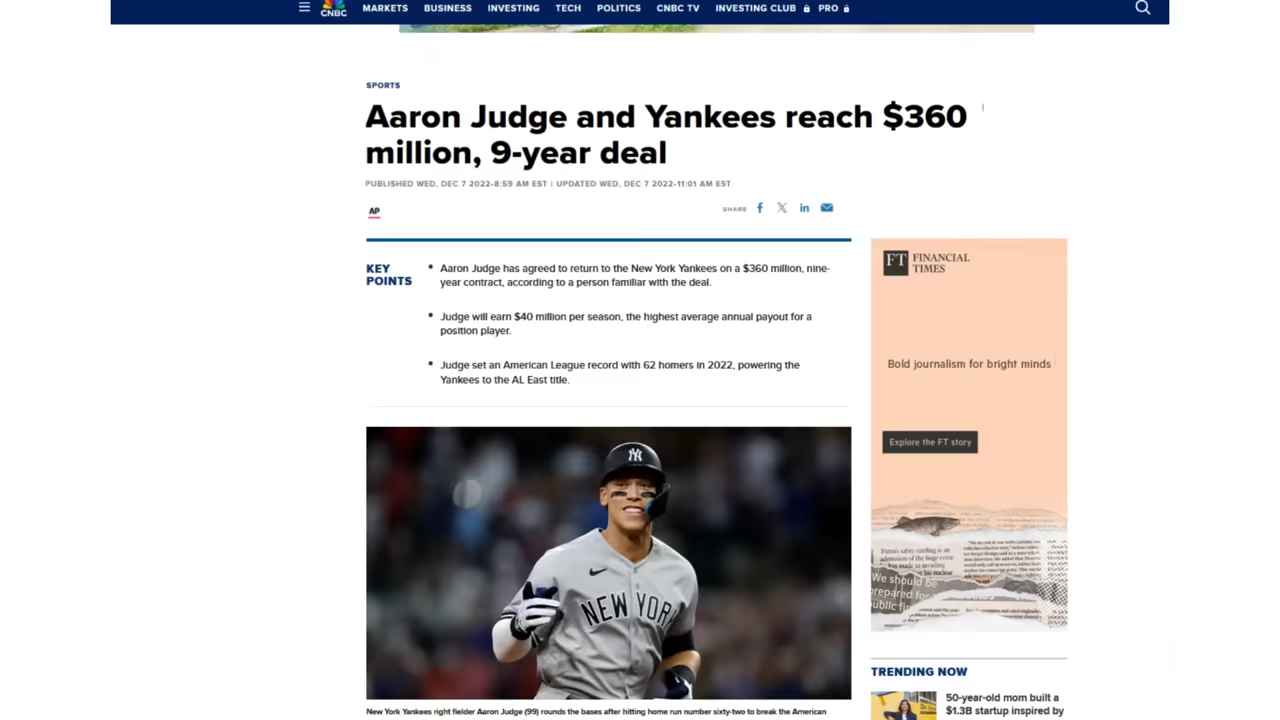 CNBC
MARKETS BUSINESS INVESTING TECH POLITICS CNBC TV INVESTING CLUB PRO
SPORTS
Aaron Judge and Yankees reach $360
million, 9-year deal
PUBLISHED WED, DEC 7 2022-8:59 AM EST | UPDATED WED, DEC 7 2022-11:01 AM EST
AP
SHARE
KEY
POINTS
Aaron Judge has agreed to return to the New York Yankees on a $360 million, nine-
year contract, according to a person familiar with the deal.
Judge will earn $40 million per season, the highest average annual payout for a
position player.
Judge set an American League record with 62 homers in 2022, powering the
Yankees to the AL East title.
NEW YORK
New York Yankees right fielder Aaron Judge (99) rounds the bases after hitting home run number sixty-two to break the American
FT FINANCIAL
TIMES
Bold journalism for bright minds
Explore the FT story
We should be
prepared for
public
TRENDING NOW
50-year-old mom built a
$1.3B startup inspired by